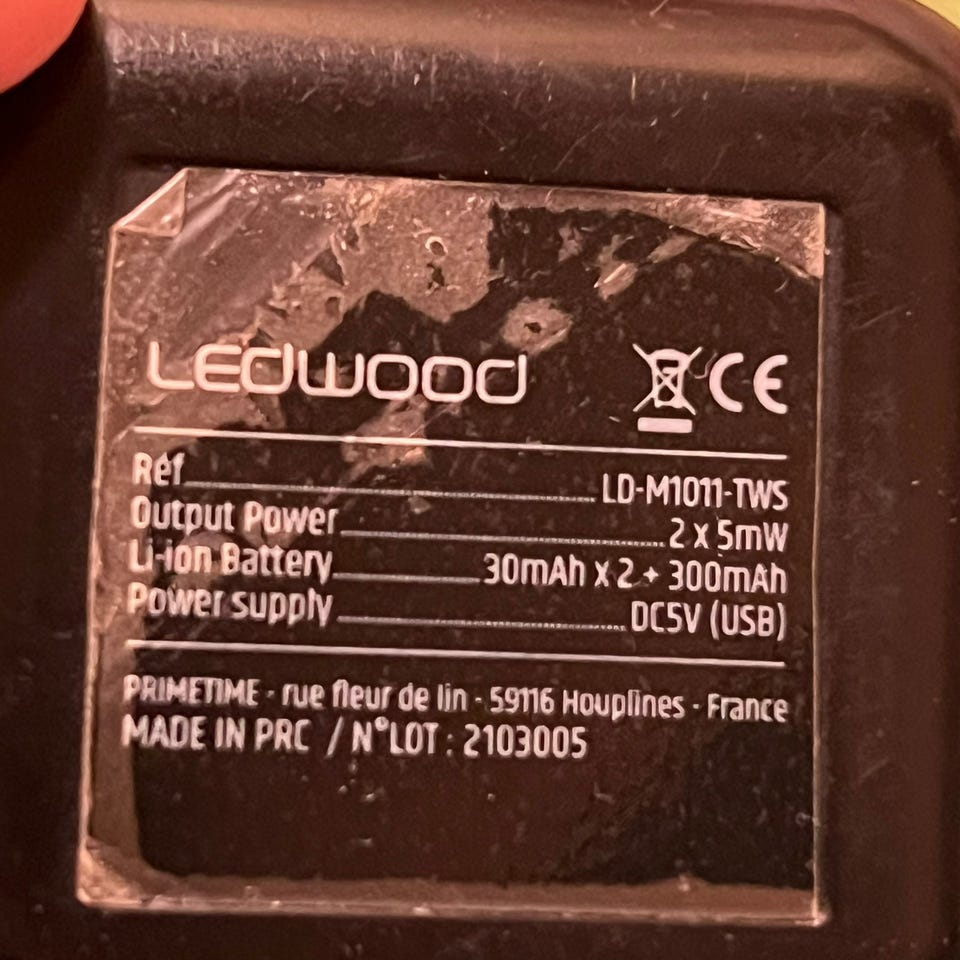 LEDWOOD
CE
Réf. LD-M1011-TWS
Output Power 2 x 5mW
Li-ion Battery 30mAh x 2 + 300mAh
Power supply DC5V (USB)
PRIMETIME - rue fleur de lin - 59116 Houplines - France
MADE IN PRC / N°LOT : 2103005